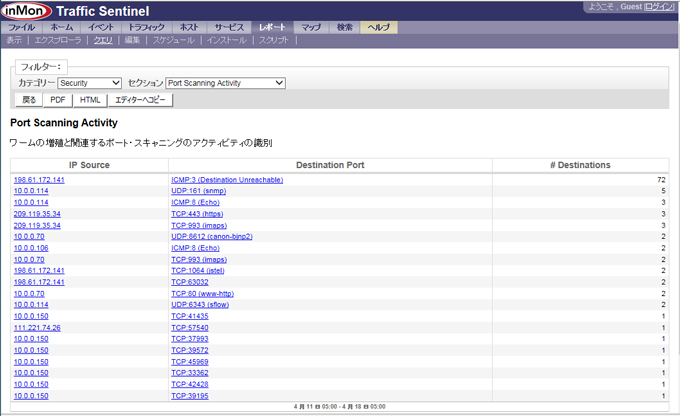 inMon Traffic Sentinel
ようこそ , Guest [ログイン]
ファイル ホーム イベント トラフィック ホスト サービス レポート マップ 検索 ヘルプ
表示 | エクスプローラ | クエリ | 編集 | スケジュール | インストール | スクリプト |
フィルター:
カテゴリー Security セクション Port Scanning Activity
戻る PDF HTML エディターへコピー
Port Scanning Activity
ワームの増殖と関連するポート・スキャニングのアクティビティの識別
IP Source Destination Port # Destinations
198.61.172.141 ICMP:3 (Destination Unreachable) 72
10.0.0.114 UDP:161 (snmp) 5
10.0.0.114 ICMP:8 (Echo) 3
209.119.35.34 TCP:443 (https) 3
209.119.35.34 TCP:993 (imaps) 3
10.0.0.70 UDP:8612 (canon-bjnp2) 2
10.0.0.106 ICMP:8 (Echo) 2
10.0.0.70 TCP:993 (imaps) 2
198.61.172.141 TCP:1064 (jstel) 2
198.61.172.141 TCP:63032 2
10.0.0.70 TCP:80 (www-http) 2
10.0.0.114 UDP:6343 (sflow) 2
10.0.0.150 TCP:41435 1
111.221.74.26 TCP:57540 1
10.0.0.150 TCP:37993 1
10.0.0.150 TCP:39572 1
10.0.0.150 TCP:45969 1
10.0.0.150 TCP:33362 1
10.0.0.150 TCP:42428 1
10.0.0.150 TCP:39195 1
4 月 11 日 05:00 - 4 月 18 日 05:00